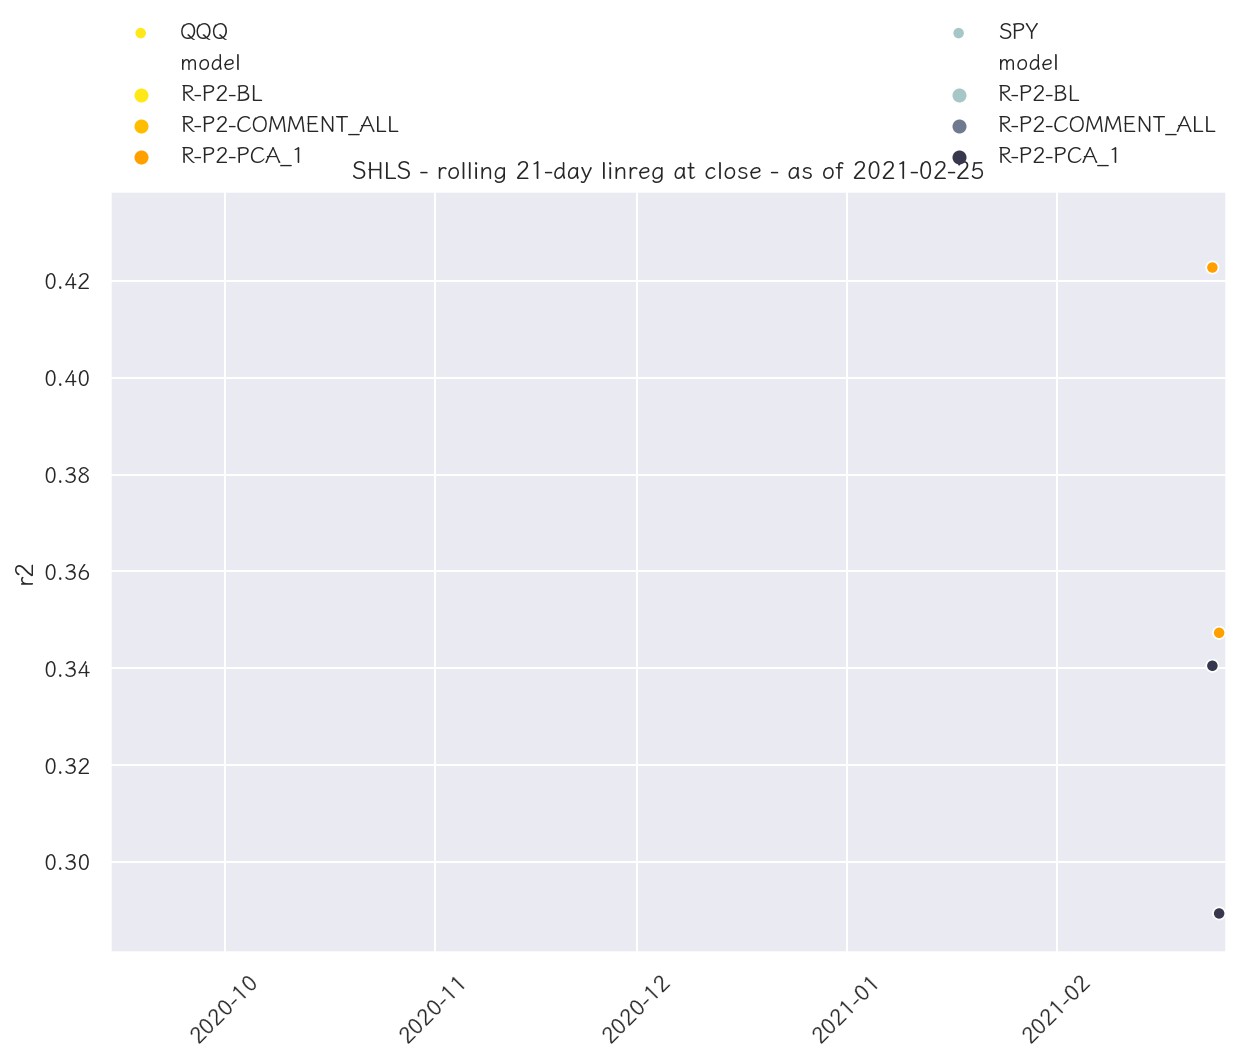 QQQ
model
R-P2-BL
R-P2-COMMENT_ALL
R-P2-PCA_1
SPY
model
R-P2-BL
R-P2-COMMENT_ALL
R-P2-PCA_1
SHLS - rolling 21-day linreg at close - as of 2021-02-25
0.42
0.40
0.38
0.36
0.34
0.32
0.30
r2
2020-10
2020-11
2020-12
2021-01
2021-02